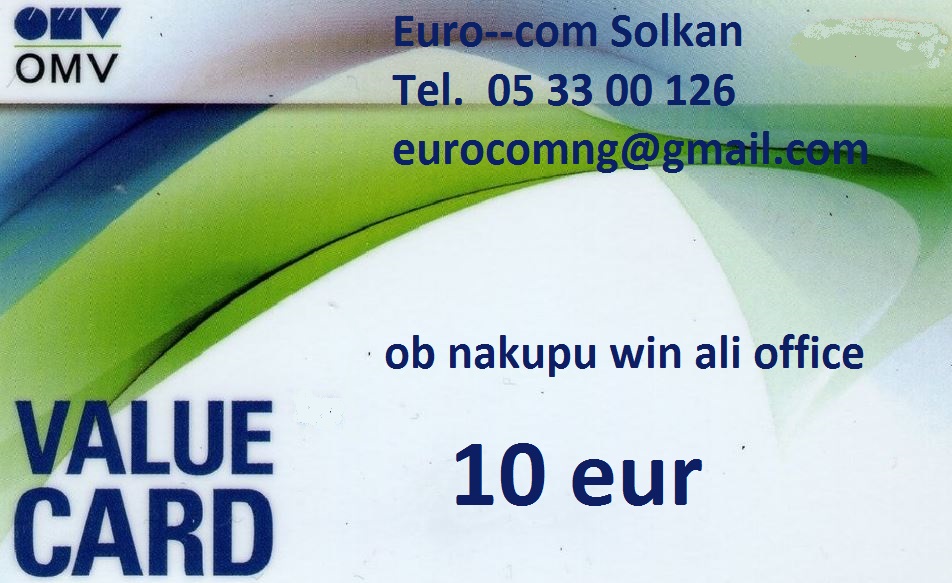 OMV
OMV
Euro--com Solkan
Tel. 05 33 00 126
eurocomng@gmail.com
ob nakupu win ali office
10 eur
VALUE
CARD